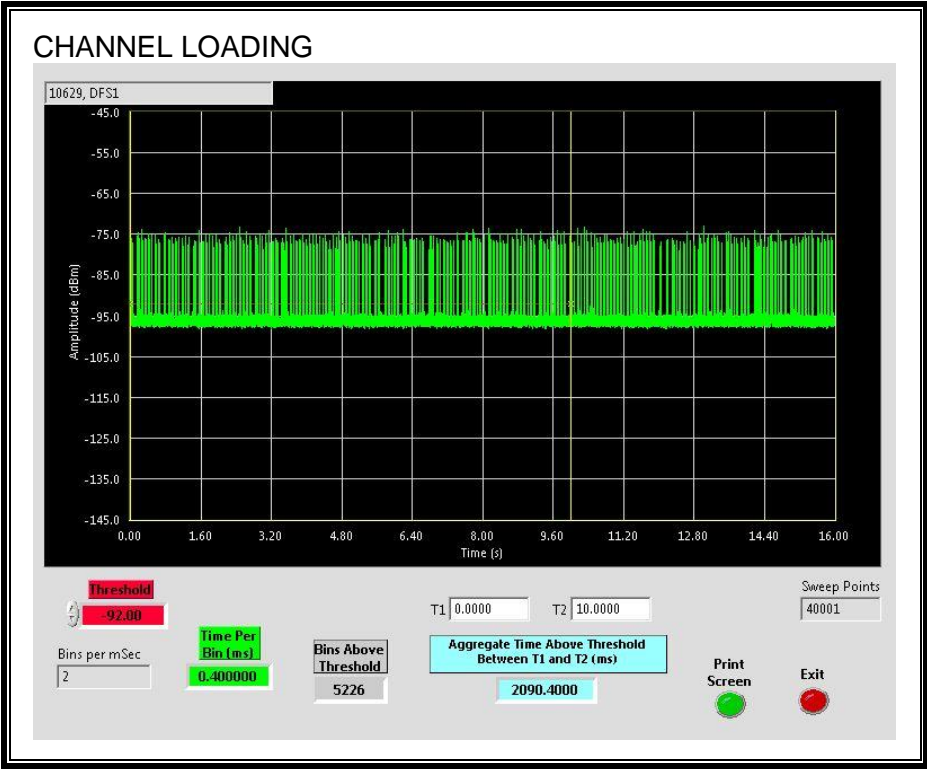 CHANNEL LOADING
10629, DFS1
-45.0
-55.0
-65.0
-75.0
-85.0
-95.0
-105.0
-115.0
-125.0
-135.0
-145.0
Amplitude (dBm)
0.00 1.60 3.20 4.80 6.40 8.00 9.60 11.20 12.80 14.40 16.00
Time (s)
Threshold
-92.00
Bins per mSec
2
Time Per
Bin (ms)
0.400000
Bins Above
Threshold
5226
T1 0.0000 T2 10.0000
Aggregate Time Above Threshold
Between T1 and T2 (ms)
2090.4000
Sweep Points
40001
Print
Screen
Exit